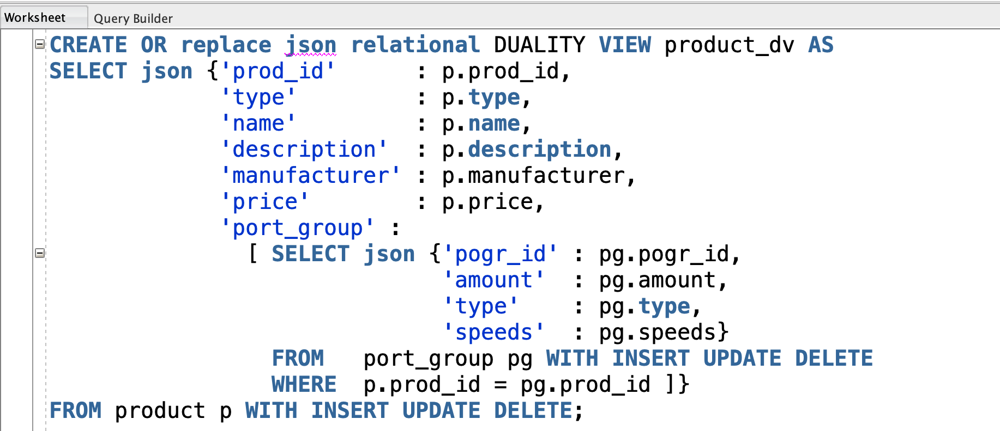 Worksheet Query Builder
CREATE OR replace json relational DUALITY VIEW product_dv AS
SELECT json {'prod_id' : p.prod_id,
'type' : p.type,
'name' : p.name,
'description' : p.description,
'manufacturer' : p.manufacturer,
'price' : p.price,
'port_group' :
[ SELECT json {'pogr_id' : pg.pogr_id,
'amount' : pg.amount,
'type' : pg.type,
'speeds' : pg.speeds}
FROM port_group pg WITH INSERT UPDATE DELETE
WHERE p.prod_id = pg.prod_id ]}
FROM product p WITH INSERT UPDATE DELETE;